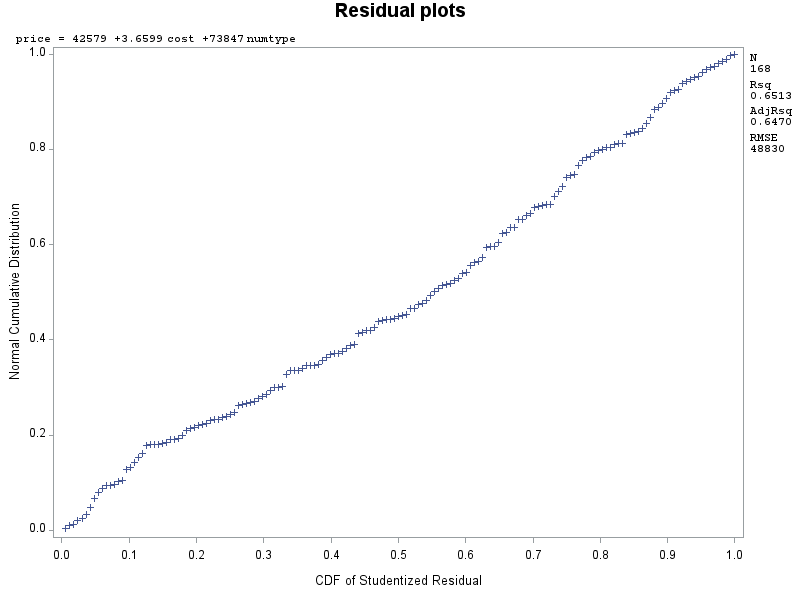 Residual plots
price = 42579 +3.6599 cost +73847 numtype
N
168
Rsq
0.6513
AdjRsq
0.6470
RMSE
48830
1.0
0.8
0.6
0.4
0.2
0.0
Normal Cumulative Distribution
0.0 0.1 0.2 0.3 0.4 0.5 0.6 0.7 0.8 0.9 1.0
CDF of Studentized Residual